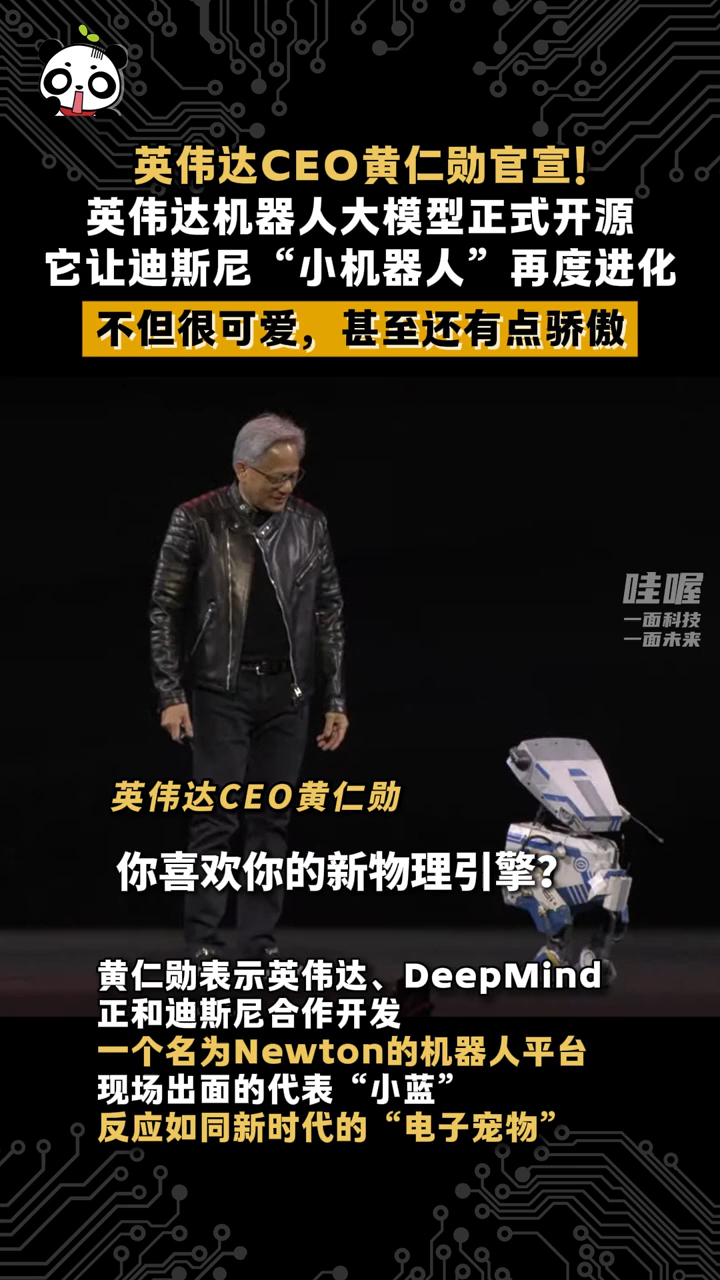 英伟达CEO黄仁勋官宣!
英伟达机器人大模型正式开源
它让迪斯尼“小机器人”再度进化
不但很可爱，甚至还有点骄傲
哇喔
一面科技
一面未来
英伟达CEO黄仁勋
你喜欢你的新物理引擎？
黄仁勋表示英伟达、DeepMind
正和迪斯尼合作开发
一个名为Newton的机器人平台
现场出面的代表“小蓝”
反应如同新时代的“电子宠物”